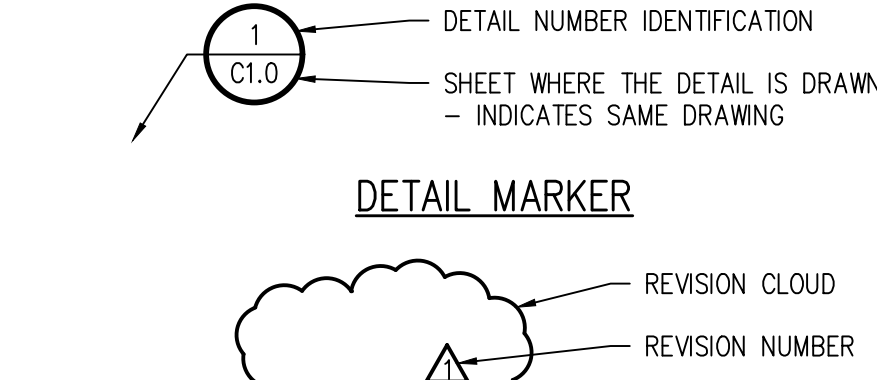 1
DETAIL NUMBER IDENTIFICATION
C1.0
SHEET WHERE THE DETAIL IS DRAWN
– INDICATES SAME DRAWING
DETAIL MARKER
REVISION CLOUD
REVISION NUMBER
1